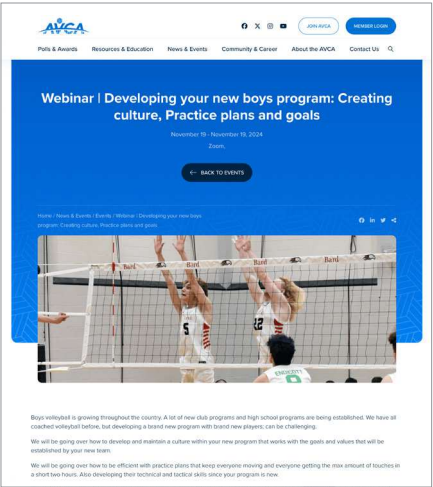 AVCA
JOIN AVCA
MEMBER LOGIN
Polls & Awards Resources & Education News & Events Community & Career About the AVCA Contact Us
Webinar | Developing your new boys program: Creating
culture, Practice plans and goals
November 19 - November 19, 2024
Zoom,
← BACK TO EVENTS
Home / News & Events / Events / Webinar | Developing your new boys
program: Creating culture, Practice plans and goals
Bard Bard Bard Bard
5
22
ENDICOTT
Boys volleyball is growing throughout the country. A lot of new club programs and high school programs are being established. We have all
coached volleyball before, but developing a brand new program with brand new players; can be challenging.
We will be going over how to develop and maintain a culture within your new program that works with the goals and values that will be
established by your new team.
We will be going over how to be efficient with practice plans that keep everyone moving and everyone getting the max amount of touches in
a short two hours. Also developing their technical and tactical skills since your program is new.